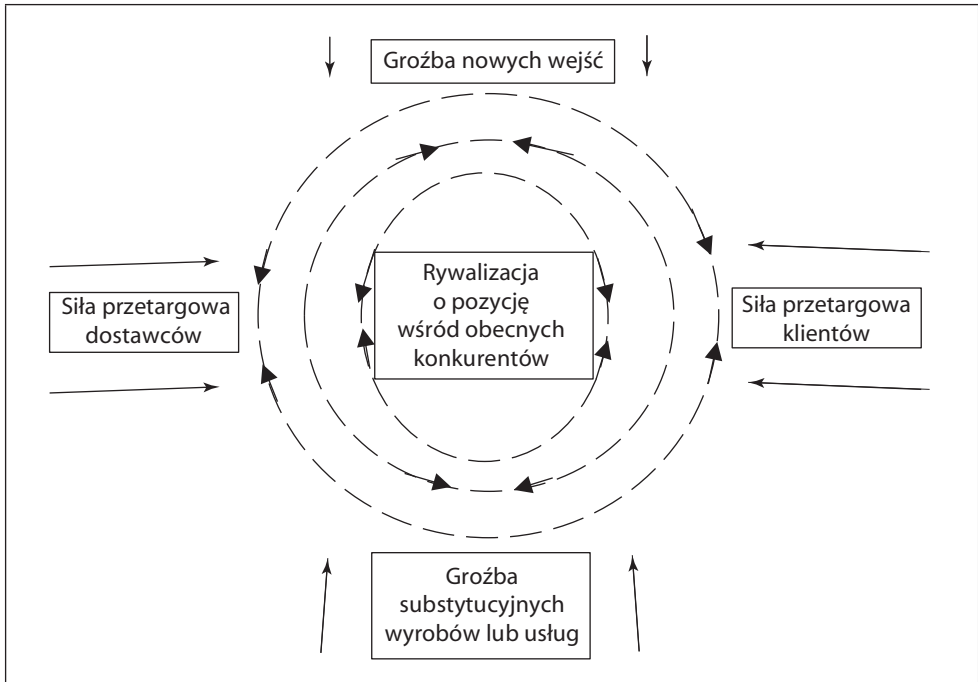 Groźba nowych wejść
Siła przetargowa
dostawców
Rywalizacja
o pozycję
wśród obecnych
konkurentów
Siła przetargowa
klientów
Groźba
substytucyjnych
wyrobów lub usług